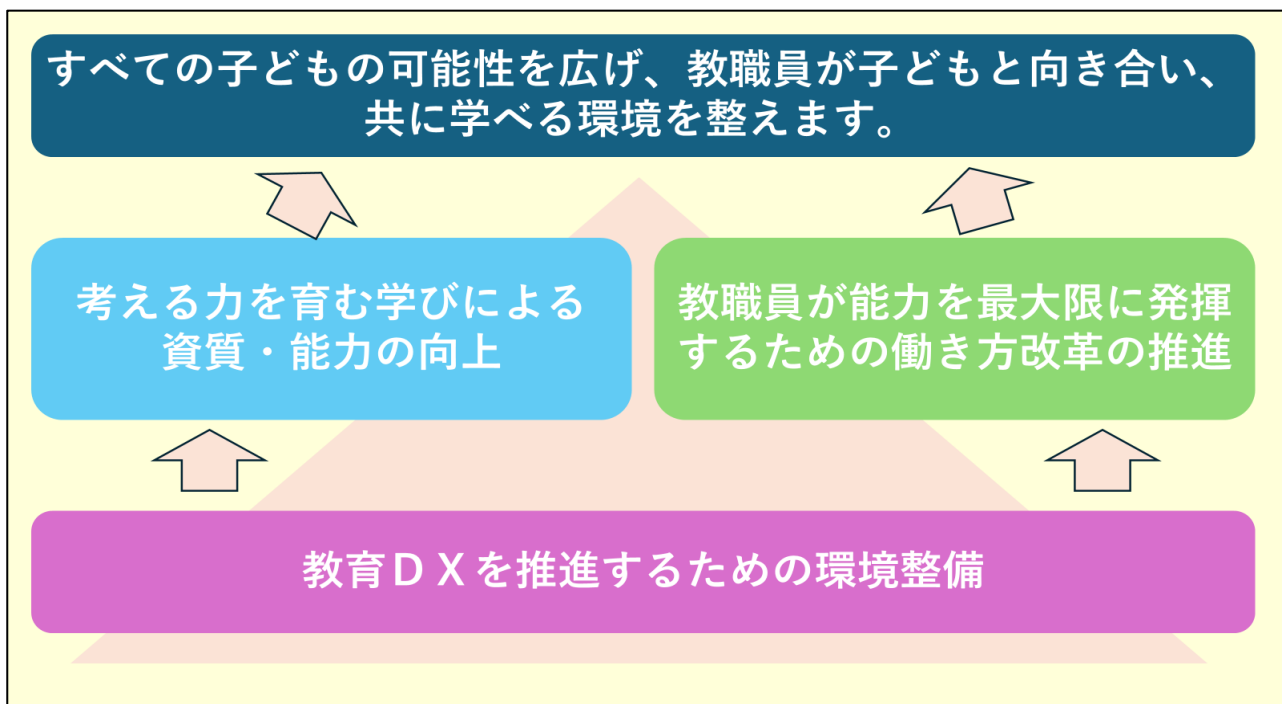 すべての子どもの可能性を広げ、教職員が子どもと向き合い、
共に学べる環境を整えます。
考える力を育む学びによる
資質・能力の向上
教職員が能力を最大限に発揮
するための働き方改革の推進
教育ＤＸを推進するための環境整備